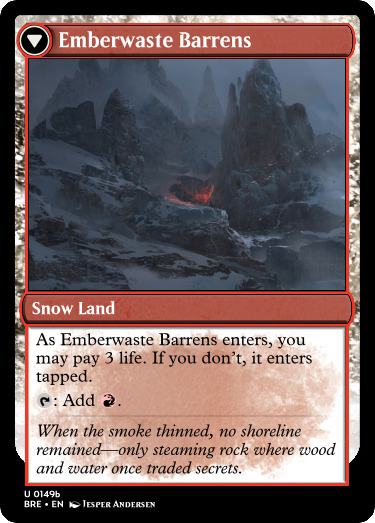 Emberwaste Barrens
Snow Land
As Emberwaste Barrens enters, you
may pay 3 life. If you don't, it enters
tapped.
: Add .
When the smoke thinned, no shoreline
remained—only steaming rock where wood
and water once traded secrets.
U 0149b
BRE • EN Jesper Andersen